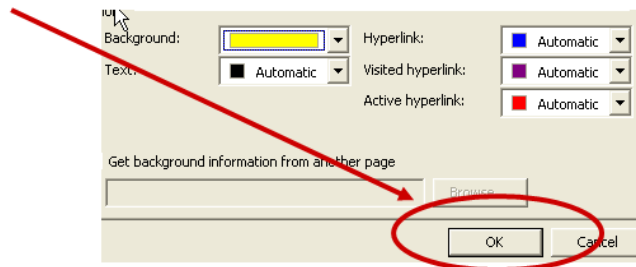 Background:
Hyperlink:
Automatic
Text:
Automatic
Visited hyperlink:
Automatic
Active hyperlink:
Automatic
Get background information from another page
Browse...
OK
Cancel